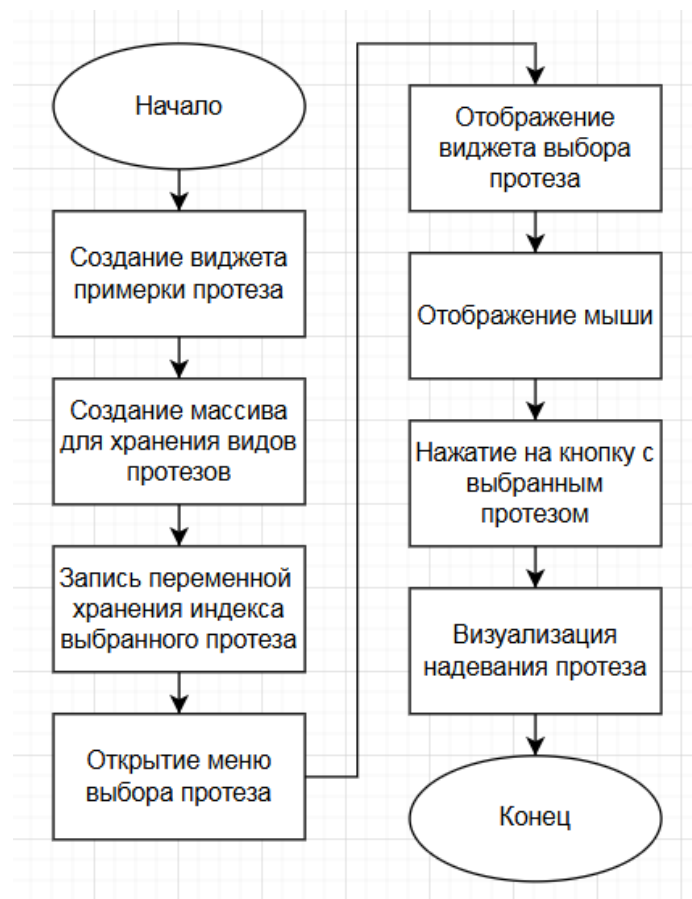 Начало
Создание виджета
примерки протеза
Создание массива
для хранения видов
протезов
Запись переменной
хранения индекса
выбранного протеза
Открытие меню
выбора протеза
Отображение
виджета выбора
протеза
Отображение мыши
Нажатие на кнопку с
выбранным
протезом
Визуализация
надевания протеза
Конец